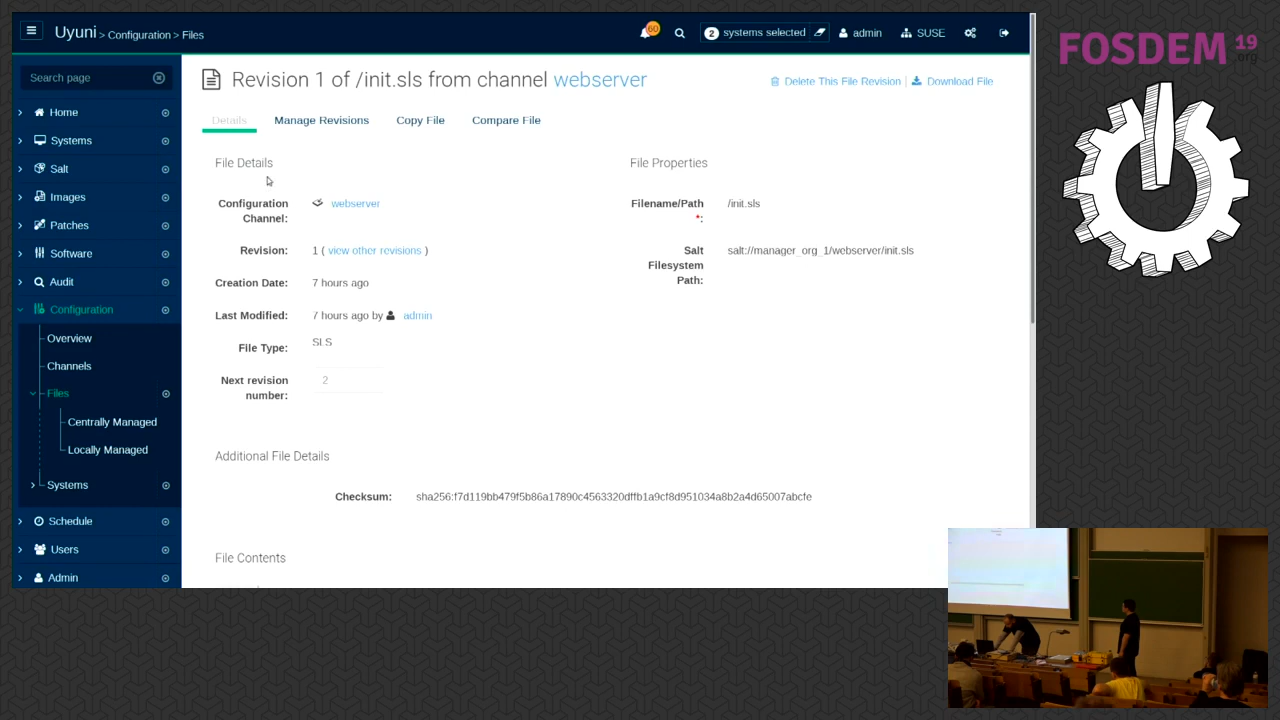 Uyuni > Configuration > Files
60
2 systems selected
admin
SUSE
FOSDEM 19
.org
Search page
Home
Systems
Salt
Images
Patches
Software
Audit
Configuration
Overview
Channels
Files
Centrally Managed
Locally Managed
Systems
Schedule
Users
Admin
Revision 1 of /init.sls from channel webserver
Delete This File Revision | Download File
Details
Manage Revisions
Copy File
Compare File
File Details
Configuration Channel: webserver
Revision: 1 ( view other revisions )
Creation Date: 7 hours ago
Last Modified: 7 hours ago by admin
File Type: SLS
Next revision number: 2
File Properties
Filename/Path *: /init.sls
Salt Filesystem Path: salt://manager_org_1/webserver/init.sls
Additional File Details
Checksum: sha256:f7d119bb479f5b86a17890c4563320dffb1a9cf8d951034a8b2a4d65007abcfe
File Contents